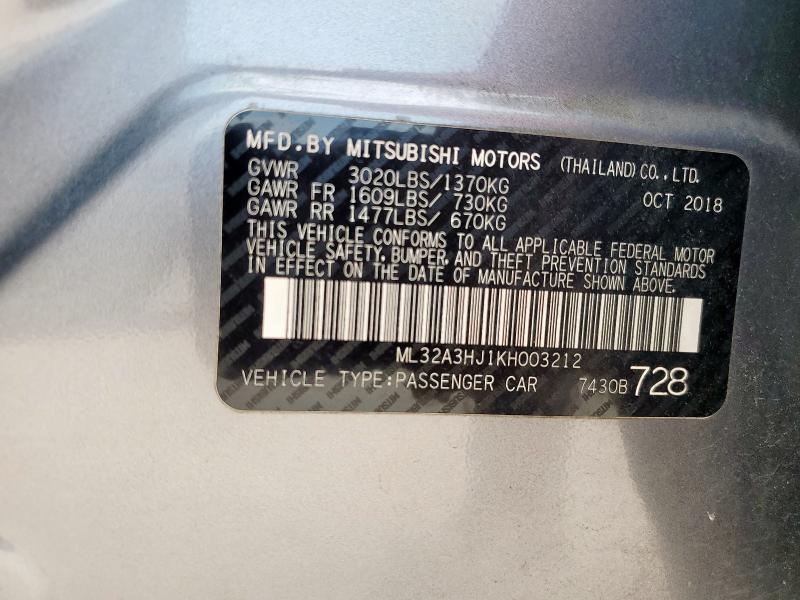 MFD.BY MITSUBISHI MOTORS (THAILAND)CO.,LTD.
GVWR 3020LBS/1370KG OCT 2018
GAWR FR 1609LBS/ 730KG
GAWR RR 1477LBS/ 670KG
THIS VEHICLE CONFORMS TO ALL APPLICABLE FEDERAL MOTOR
VEHICLE SAFETY, BUMPER, AND THEFT PREVENTION STANDARDS
IN EFFECT ON THE DATE OF MANUFACTURE SHOWN ABOVE.
ML32A3HJ1KH003212
VEHICLE TYPE:PASSENGER CAR 7430B 728